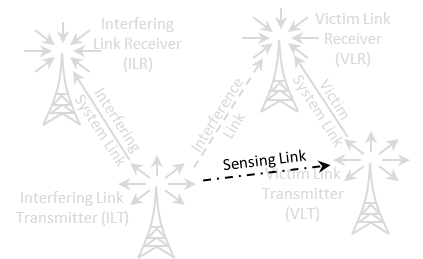 Interfering
Link Receiver
(ILR)
Victim Link
Receiver
(VLR)
Interfering
System Link
Interference
Link
Victim
System Link
Sensing Link
Interfering Link
Transmitter (ILT)
Victim Link
Transmitter
(VLT)